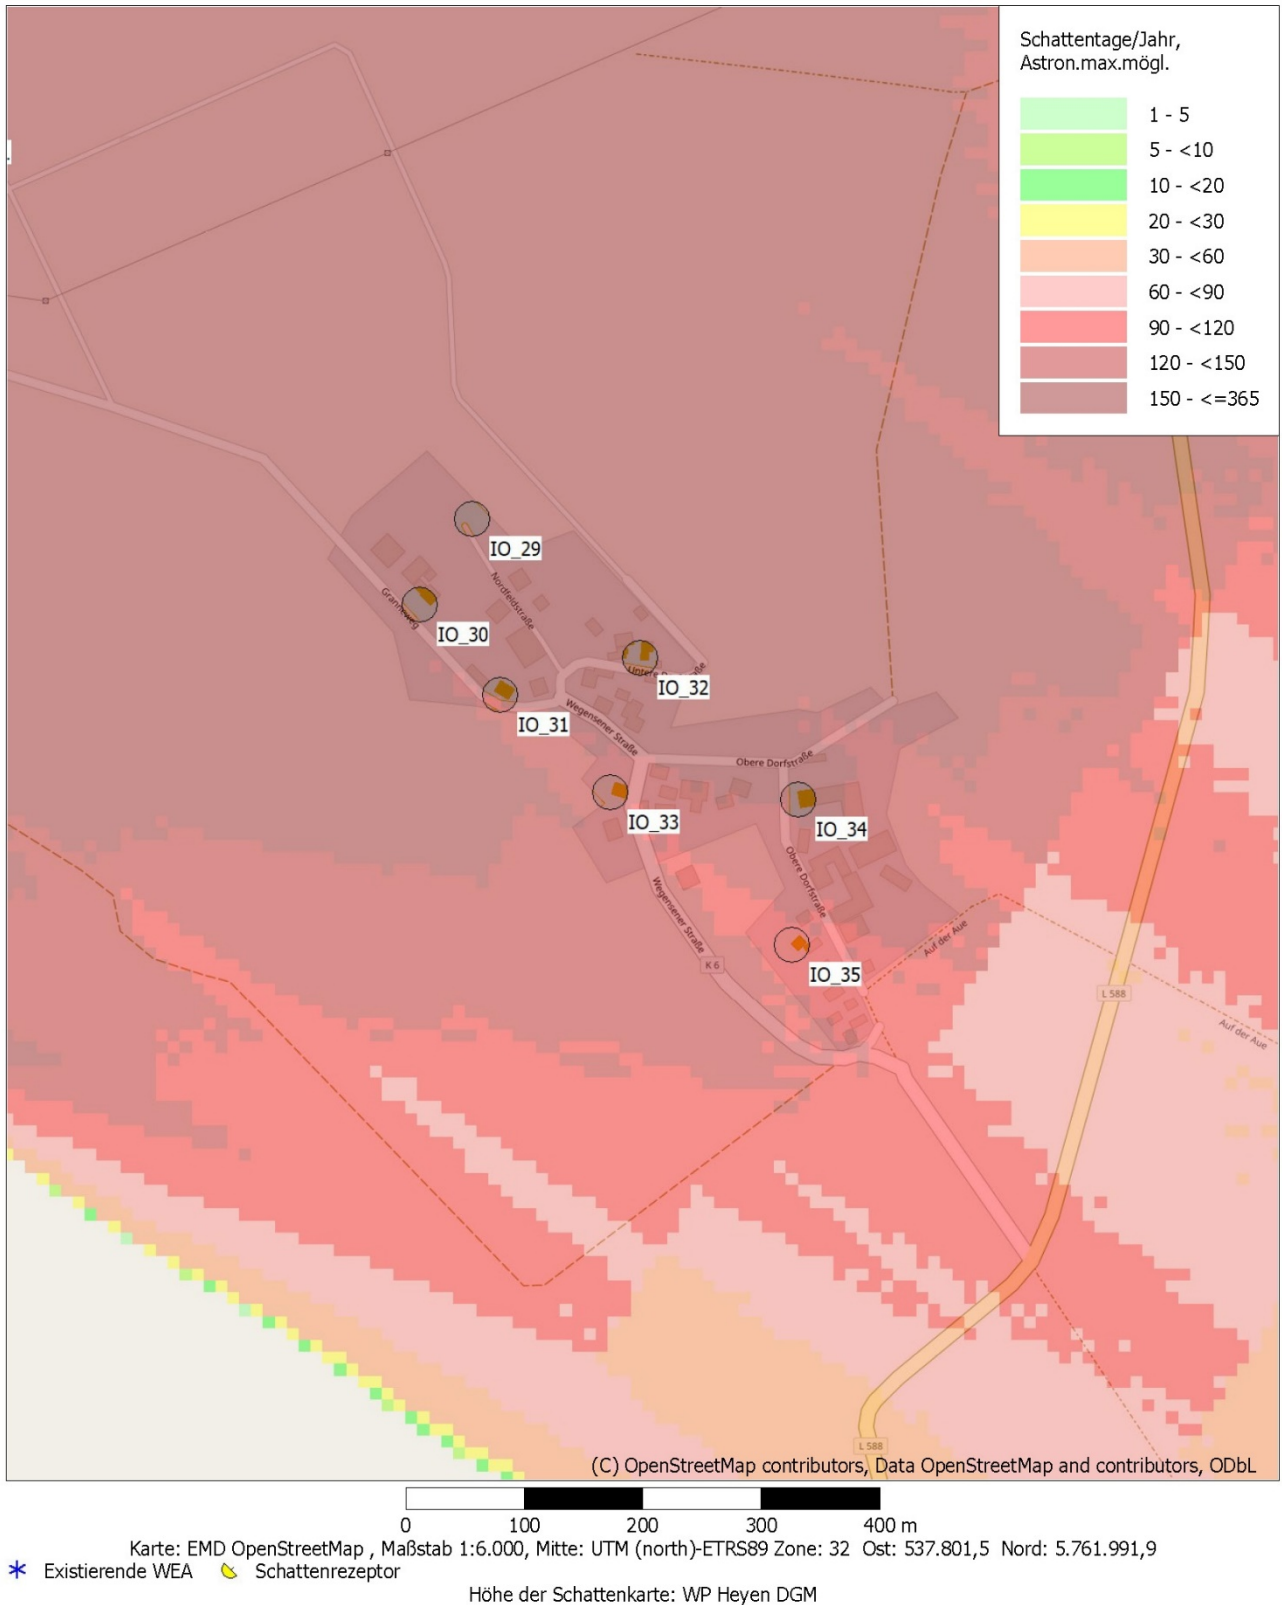 Schattentage/Jahr,
Astron.max.mögl.
1 - 5
5 - <10
10 - <20
20 - <30
30 - <60
60 - <90
90 - <120
120 - <150
150 - <=365
IO_29
Nordfeldstraße
IO_30
Granneweg
IO_32
IO_31
Wegensener Straße
Obere Dorfstraße
IO_33
IO_34
Obere Dorfstraße
Wegensener Straße
Auf der Aue
K 6
IO_35
L 588
Auf der Aue
L 588
(C) OpenStreetMap contributors, Data OpenStreetMap and contributors, ODbL
0 100 200 300 400 m
Karte: EMD OpenStreetMap , Maßstab 1:6.000, Mitte: UTM (north)-ETRS89 Zone: 32 Ost: 537.801,5 Nord: 5.761.991,9
Existierende WEA Schattenrezeptor
Höhe der Schattenkarte: WP Heyen DGM